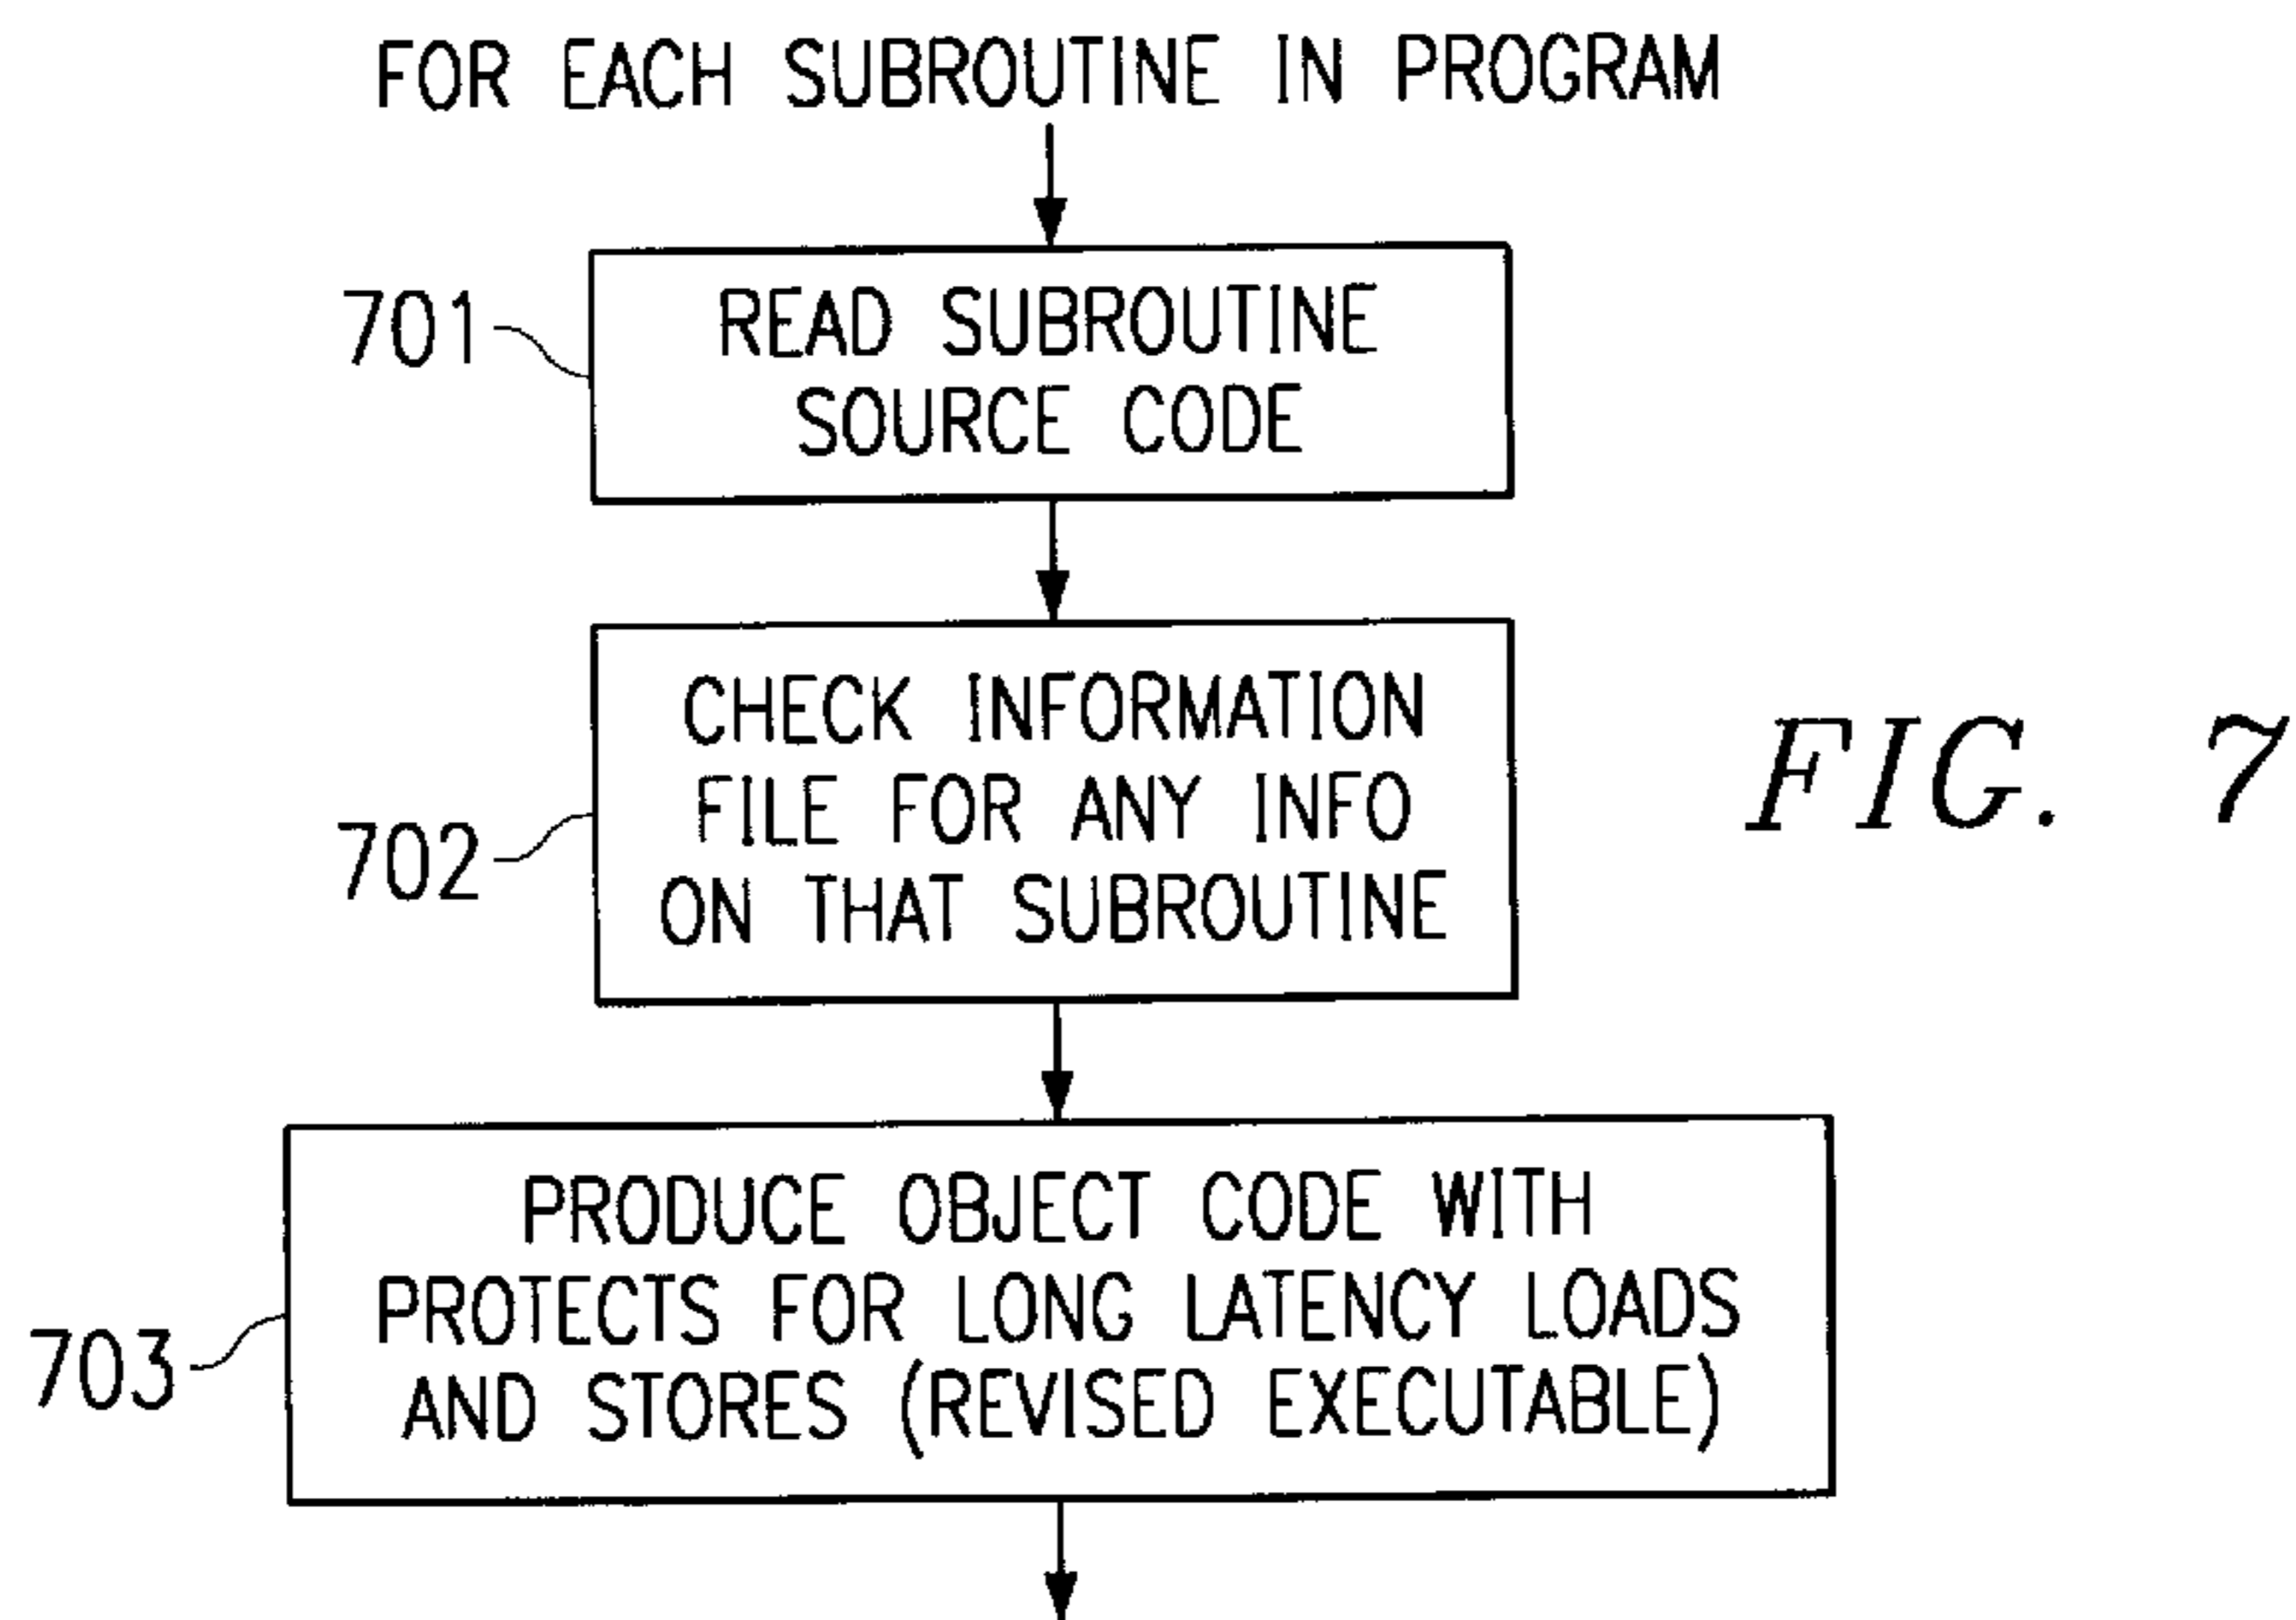 FOR EACH SUBROUTINE IN PROGRAM
701
READ SUBROUTINE
SOURCE CODE
702
CHECK INFORMATION
FILE FOR ANY INFO
ON THAT SUBROUTINE
FIG. 7
703
PRODUCE OBJECT CODE WITH
PROTECTS FOR LONG LATENCY LOADS
AND STORES (REVISED EXECUTABLE)